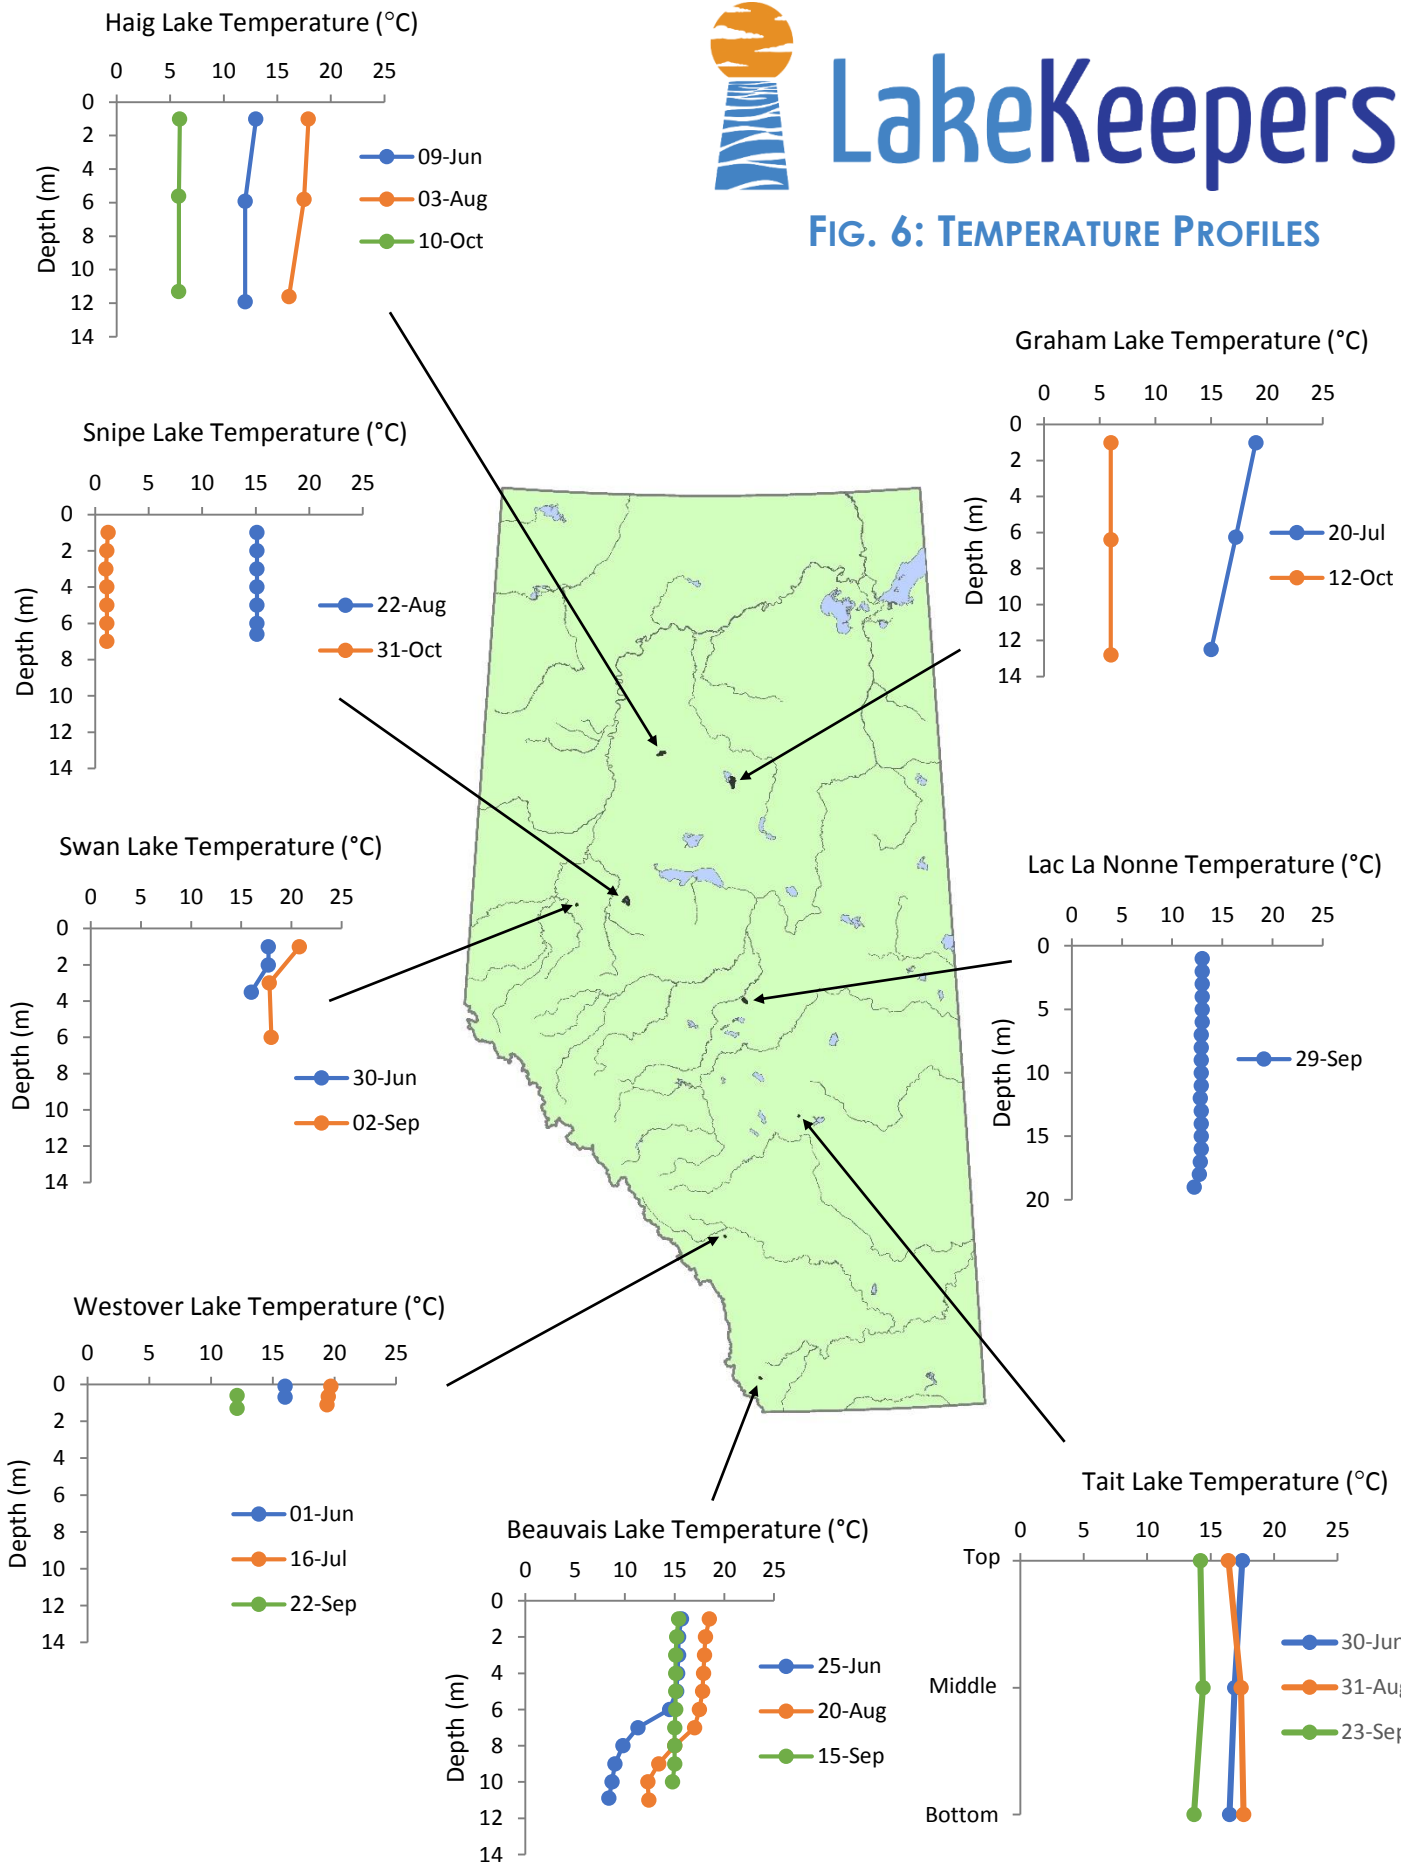 Haig Lake Temperature (°C)
0 5 10 15 20 25
0
2
4
6
8
10
12
14
Depth (m)
09-Jun
03-Aug
10-Oct
LakeKeepers
FIG. 6: TEMPERATURE PROFILES
Graham Lake Temperature (°C)
0 5 10 15 20 25
0
2
4
6
8
10
12
14
Depth (m)
20-Jul
12-Oct
Snipe Lake Temperature (°C)
0 5 10 15 20 25
0
2
4
6
8
10
12
14
Depth (m)
22-Aug
31-Oct
Swan Lake Temperature (°C)
0 5 10 15 20 25
0
2
4
6
8
10
12
14
Depth (m)
30-Jun
02-Sep
Lac La Nonne Temperature (°C)
0 5 10 15 20 25
0
5
10
15
20
Depth (m)
29-Sep
Westover Lake Temperature (°C)
0 5 10 15 20 25
0
2
4
6
8
10
12
14
Depth (m)
01-Jun
16-Jul
22-Sep
Beauvais Lake Temperature (°C)
0 5 10 15 20 25
0
2
4
6
8
10
12
14
Depth (m)
25-Jun
20-Aug
15-Sep
Tait Lake Temperature (°C)
0 5 10 15 20 25
Top
Middle
Bottom
30-Jun
31-Aug
23-Sep